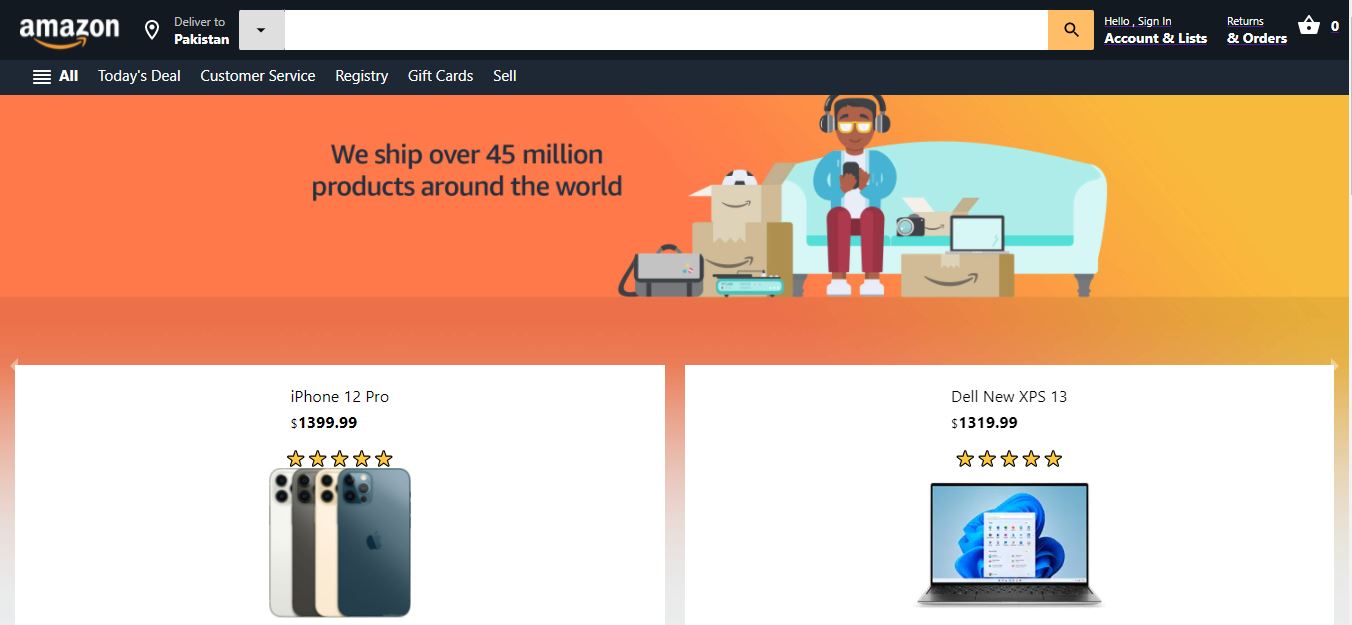 amazon
Deliver to
Pakistan
Hello , Sign In
Account & Lists
Returns
& Orders
0
All
Today's Deal
Customer Service
Registry
Gift Cards
Sell
We ship over 45 million
products around the world
iPhone 12 Pro
$1399.99
Dell New XPS 13
$1319.99